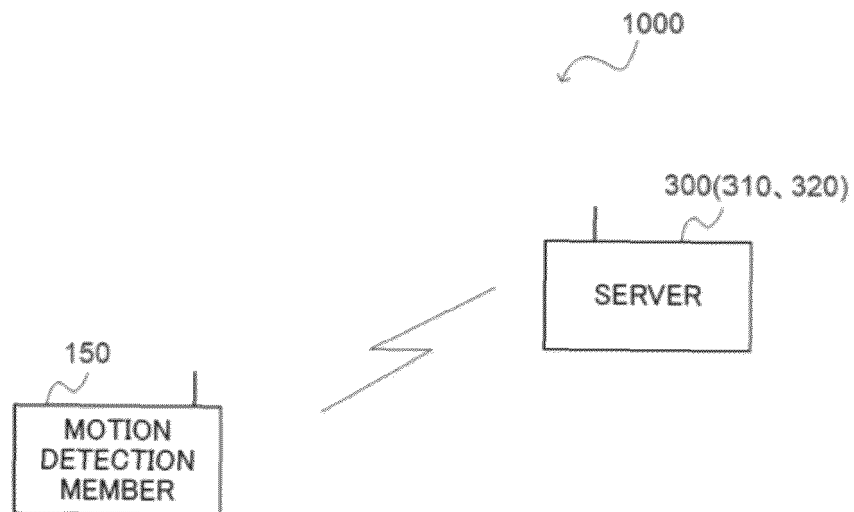 1000
300(310、320)
SERVER
150
MOTION
DETECTION
MEMBER